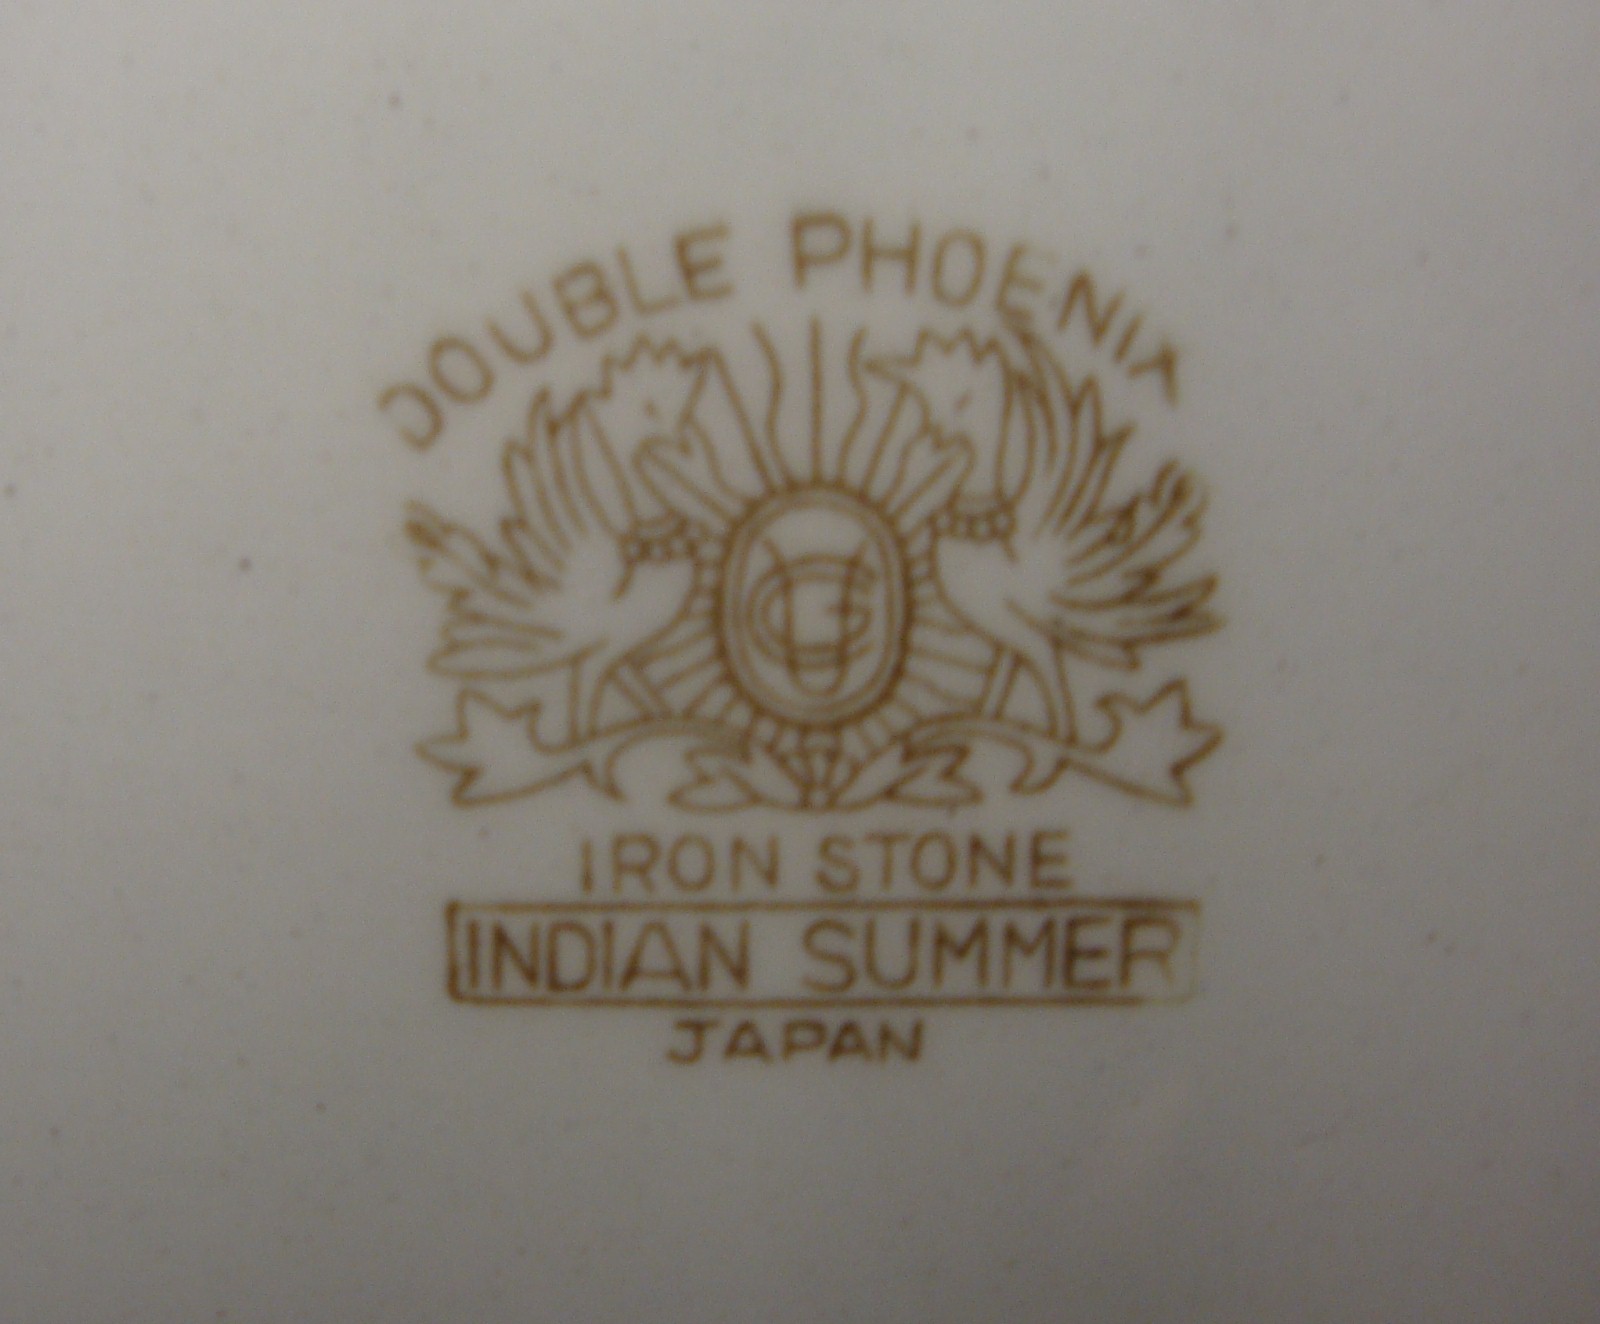 DOUBLE PHOENIX
IRON STONE
INDIAN SUMMER
JAPAN